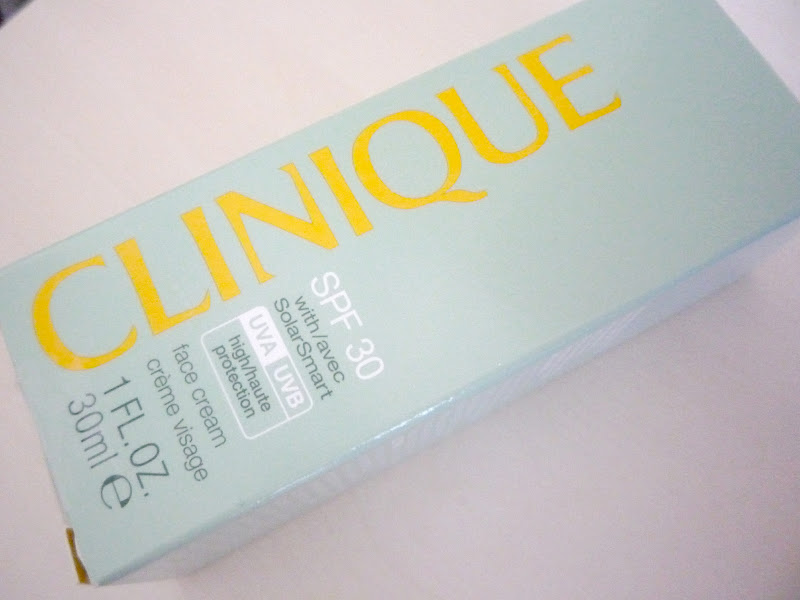 CLINIQUE
SPF 30
with/avec
SolarSmart
UVA UVB
high/haute
protection
face cream
crème visage
1 FL.OZ.
30ml ℮